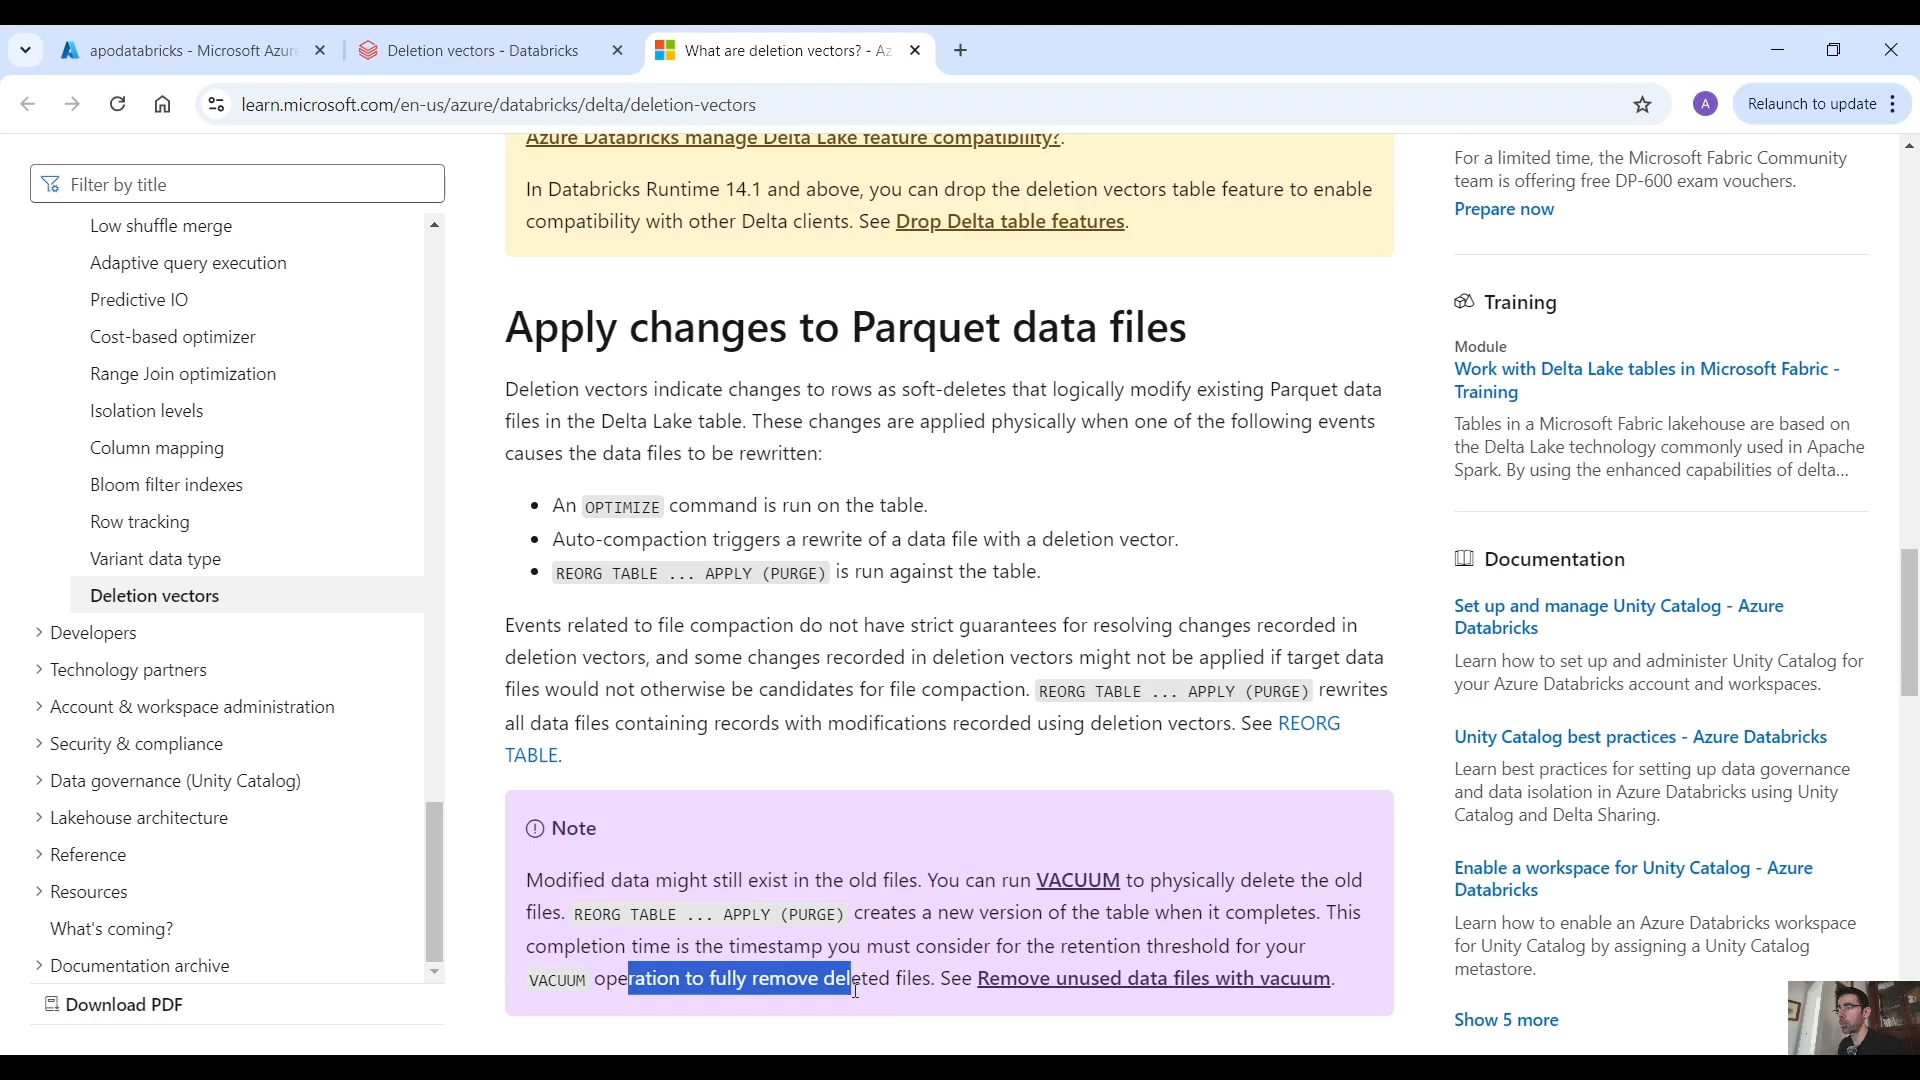 apodatabricks - Microsoft Azure
Deletion vectors - Databricks
What are deletion vectors? - Az
learn.microsoft.com/en-us/azure/databricks/delta/deletion-vectors
A
Relaunch to update
Filter by title
Low shuffle merge
Adaptive query execution
Predictive IO
Cost-based optimizer
Range Join optimization
Isolation levels
Column mapping
Bloom filter indexes
Row tracking
Variant data type
Deletion vectors
Developers
Technology partners
Account & workspace administration
Security & compliance
Data governance (Unity Catalog)
Lakehouse architecture
Reference
Resources
What's coming?
Documentation archive
Download PDF
Azure Databricks manage Delta Lake feature compatibility?.
In Databricks Runtime 14.1 and above, you can drop the deletion vectors table feature to enable
compatibility with other Delta clients. See Drop Delta table features.
Apply changes to Parquet data files
Deletion vectors indicate changes to rows as soft-deletes that logically modify existing Parquet data
files in the Delta Lake table. These changes are applied physically when one of the following events
causes the data files to be rewritten:
• An OPTIMIZE command is run on the table.
• Auto-compaction triggers a rewrite of a data file with a deletion vector.
• REORG TABLE ... APPLY (PURGE) is run against the table.
Events related to file compaction do not have strict guarantees for resolving changes recorded in
deletion vectors, and some changes recorded in deletion vectors might not be applied if target data
files would not otherwise be candidates for file compaction. REORG TABLE ... APPLY (PURGE) rewrites
all data files containing records with modifications recorded using deletion vectors. See REORG
TABLE.
Note
Modified data might still exist in the old files. You can run VACUUM to physically delete the old
files. REORG TABLE ... APPLY (PURGE) creates a new version of the table when it completes. This
completion time is the timestamp you must consider for the retention threshold for your
VACUUM operation to fully remove deleted files. See Remove unused data files with vacuum.
For a limited time, the Microsoft Fabric Community
team is offering free DP-600 exam vouchers.
Prepare now
Training
Module
Work with Delta Lake tables in Microsoft Fabric -
Training
Tables in a Microsoft Fabric lakehouse are based on
the Delta Lake technology commonly used in Apache
Spark. By using the enhanced capabilities of delta...
Documentation
Set up and manage Unity Catalog - Azure
Databricks
Learn how to set up and administer Unity Catalog for
your Azure Databricks account and workspaces.
Unity Catalog best practices - Azure Databricks
Learn best practices for setting up data governance
and data isolation in Azure Databricks using Unity
Catalog and Delta Sharing.
Enable a workspace for Unity Catalog - Azure
Databricks
Learn how to enable an Azure Databricks workspace
for Unity Catalog by assigning a Unity Catalog
metastore.
Show 5 more